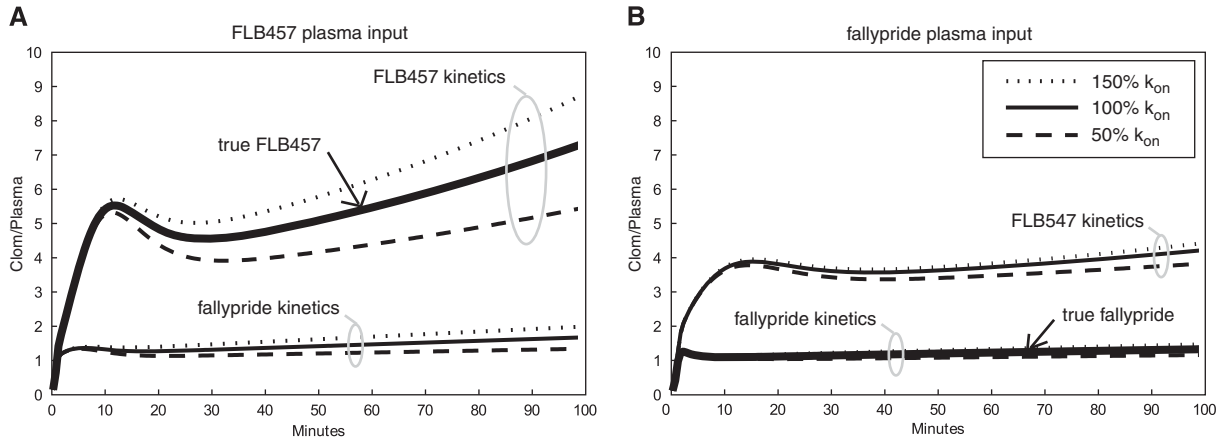 A
FLB457 plasma input
10
9
8
7
6
5
4
3
2
1
0
Clom/Plasma
FLB457 kinetics
true FLB457
fallypride kinetics
0 10 20 30 40 50 60 70 80 90 100
Minutes
B
fallypride plasma input
10
9
8
7
6
5
4
3
2
1
0
Clom/Plasma
150% kon
100% kon
50% kon
FLB547 kinetics
fallypride kinetics
true fallypride
0 10 20 30 40 50 60 70 80 90 100
Minutes